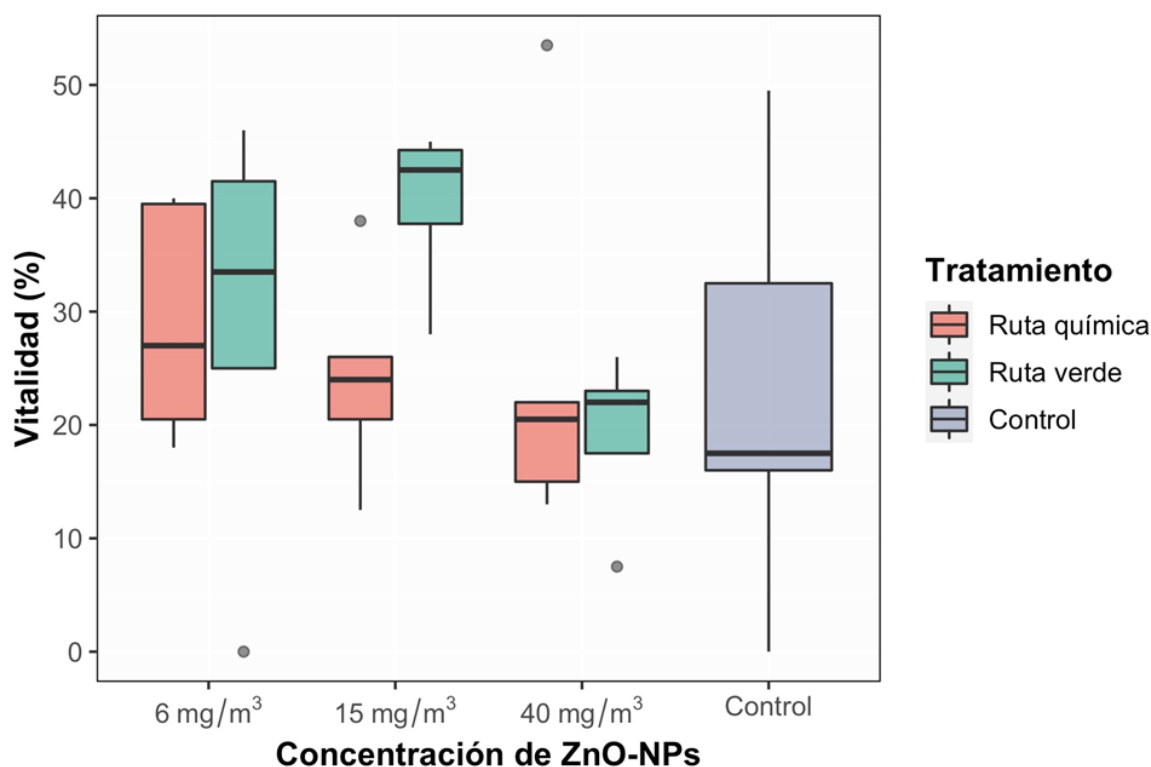 Vitalidad (%)
50
40
30
20
10
0
6 mg/m³
15 mg/m³
40 mg/m³
Control
Concentración de ZnO-NPs
Tratamiento
Ruta química
Ruta verde
Control